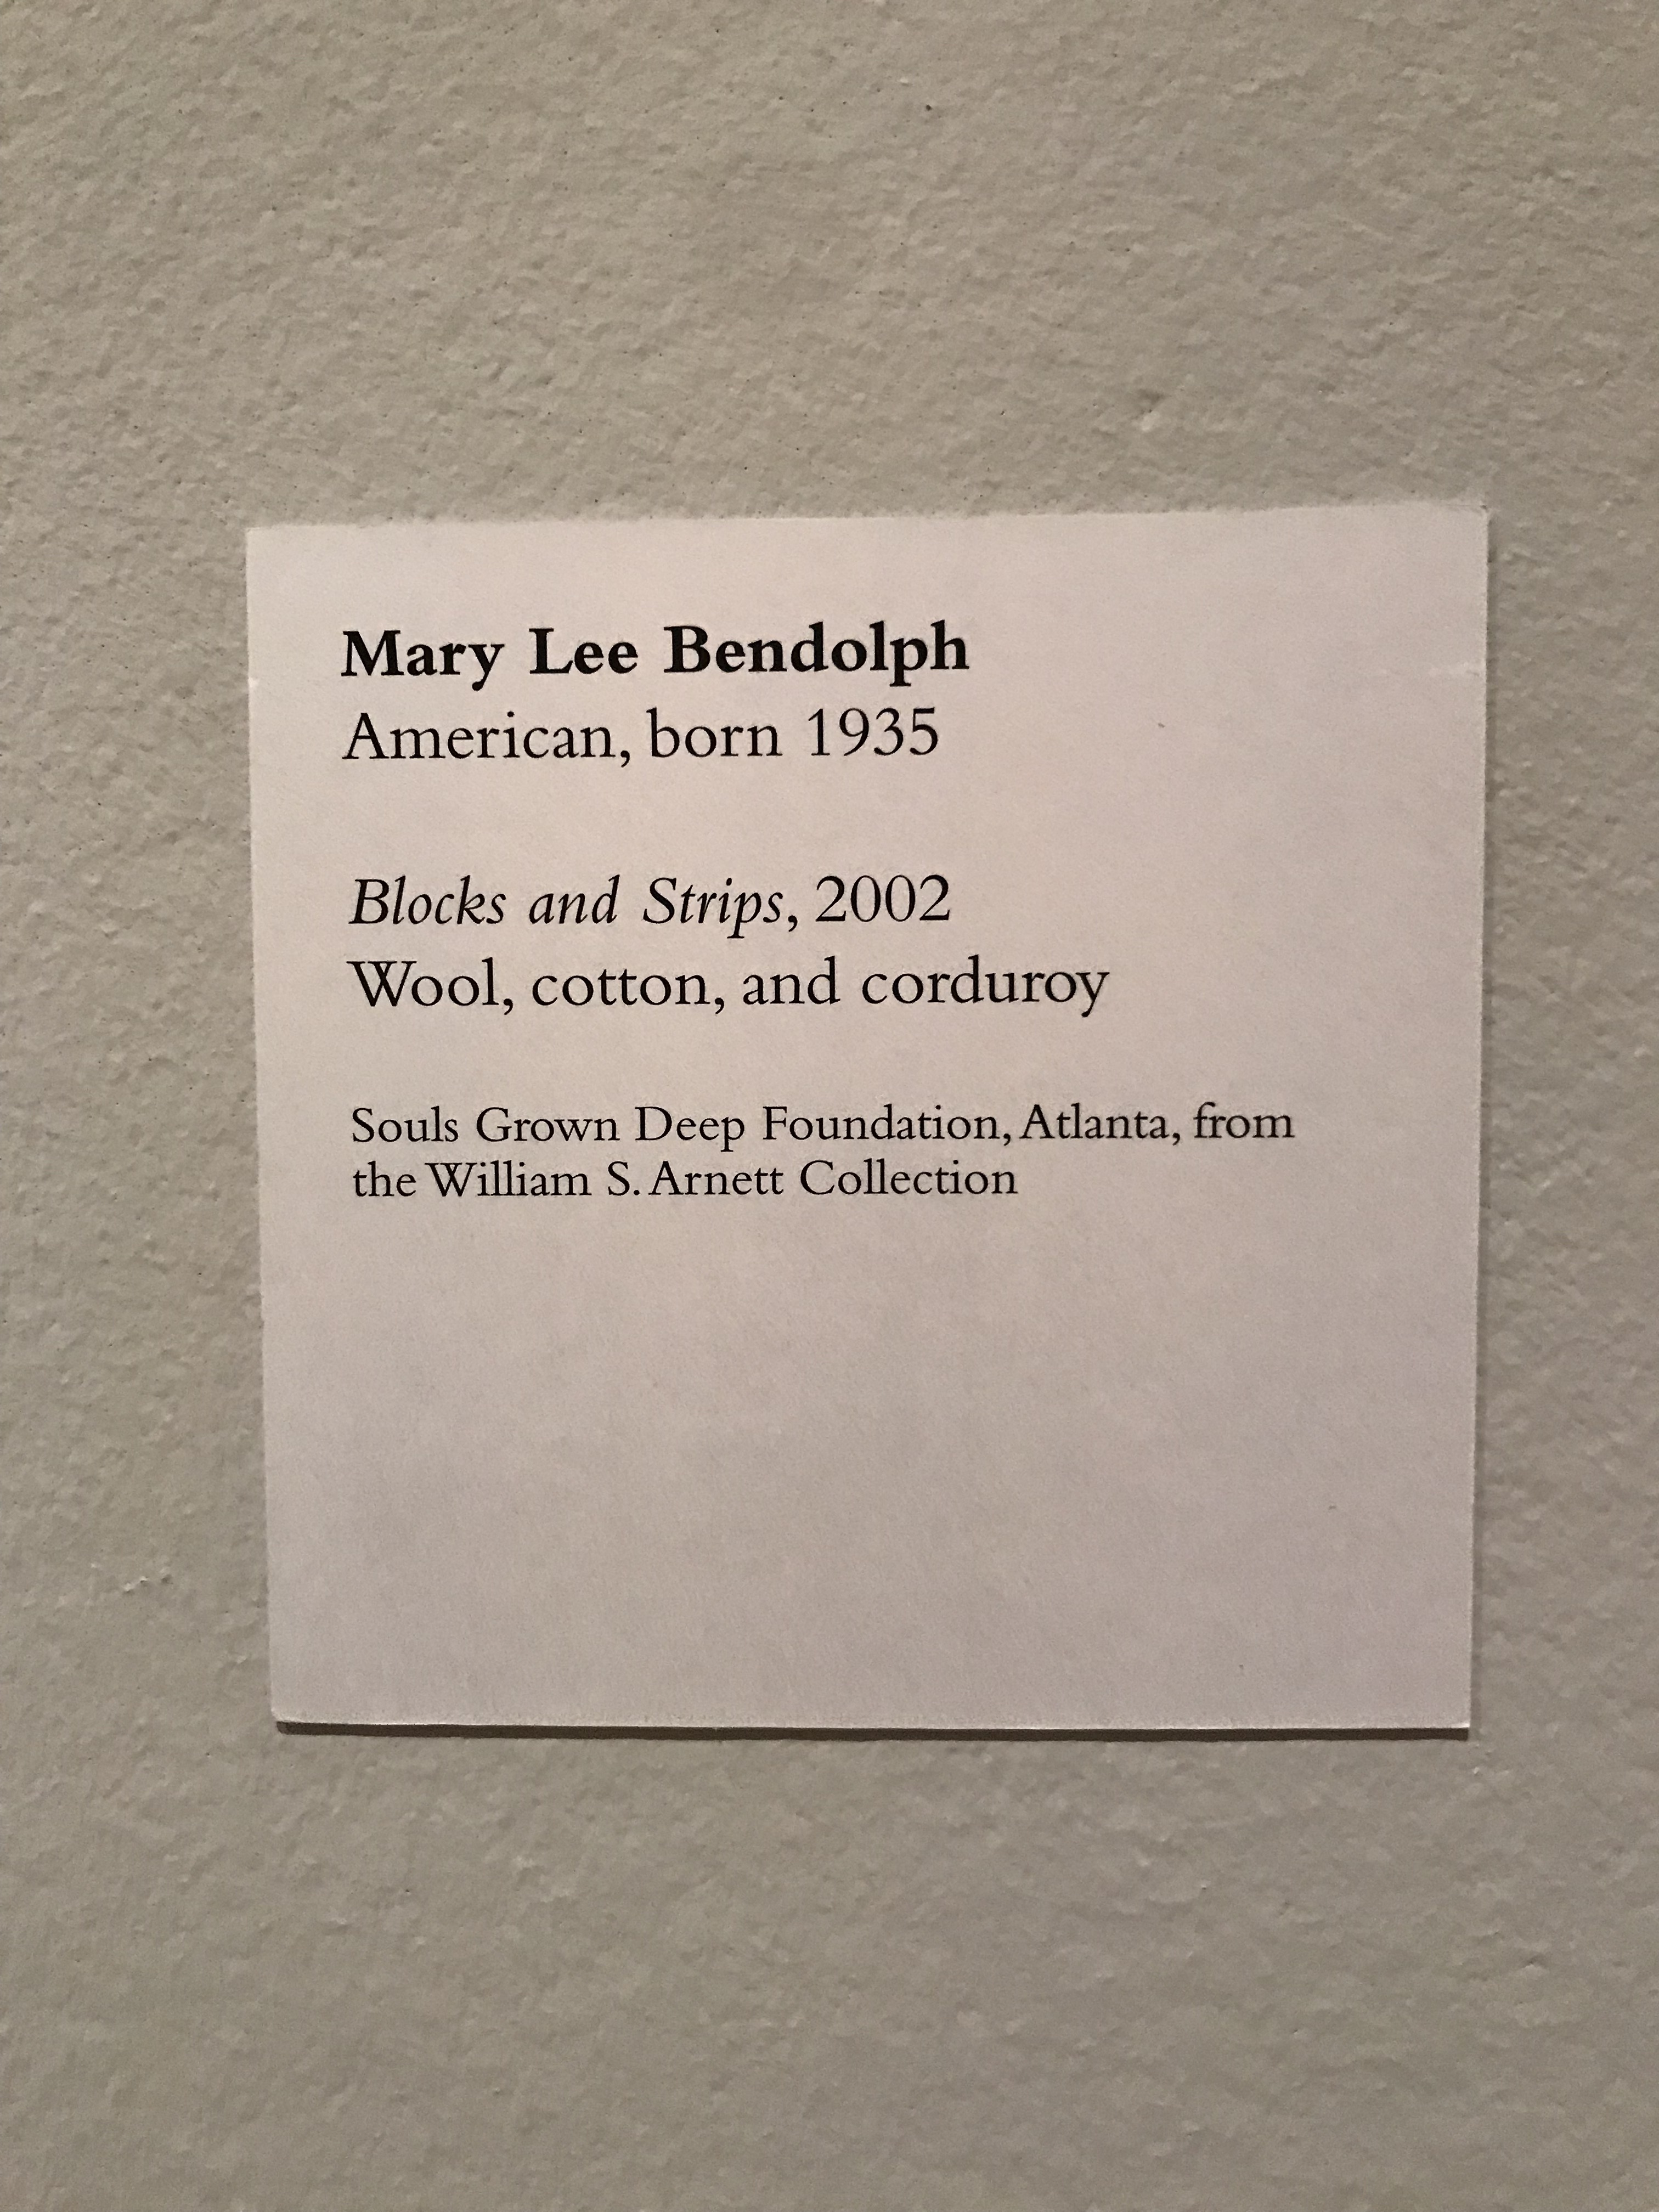 Mary Lee Bendolph
American, born 1935
Blocks and Strips, 2002
Wool, cotton, and corduroy
Souls Grown Deep Foundation, Atlanta, from
the William S. Arnett Collection